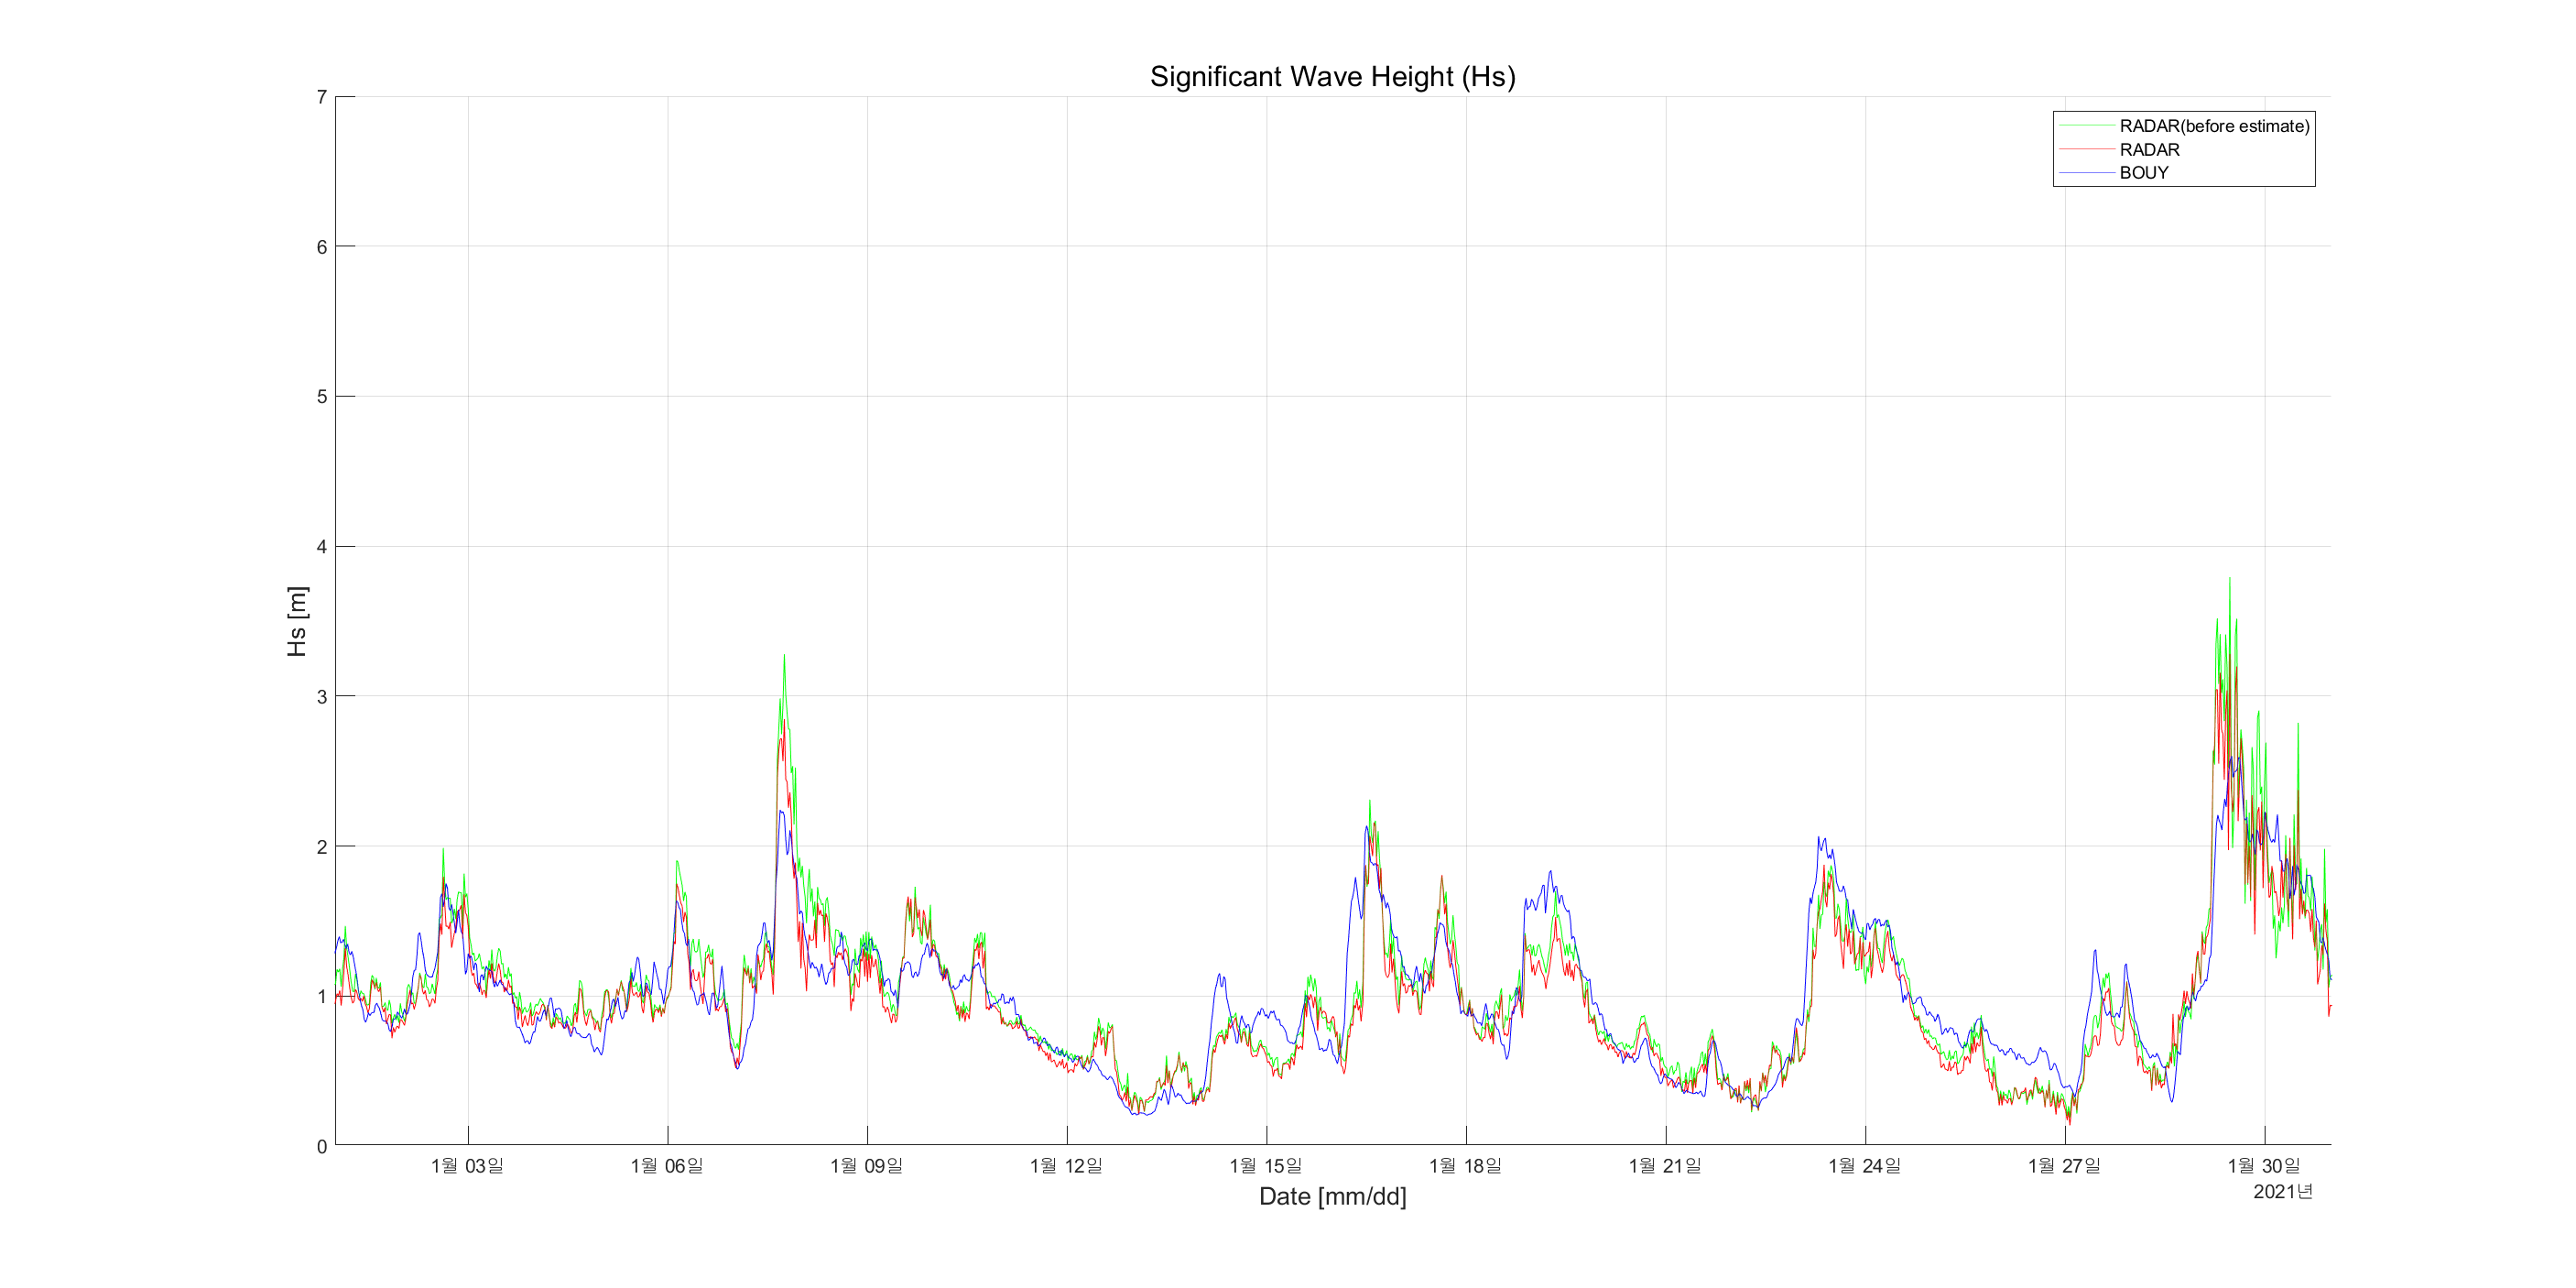 Significant Wave Height (Hs)
RADAR(before estimate)
RADAR
BOUY
7
6
5
4
3
2
1
0
Hs [m]
1월 03일 1월 06일 1월 09일 1월 12일 1월 15일 1월 18일 1월 21일 1월 24일 1월 27일 1월 30일
2021년
Date [mm/dd]